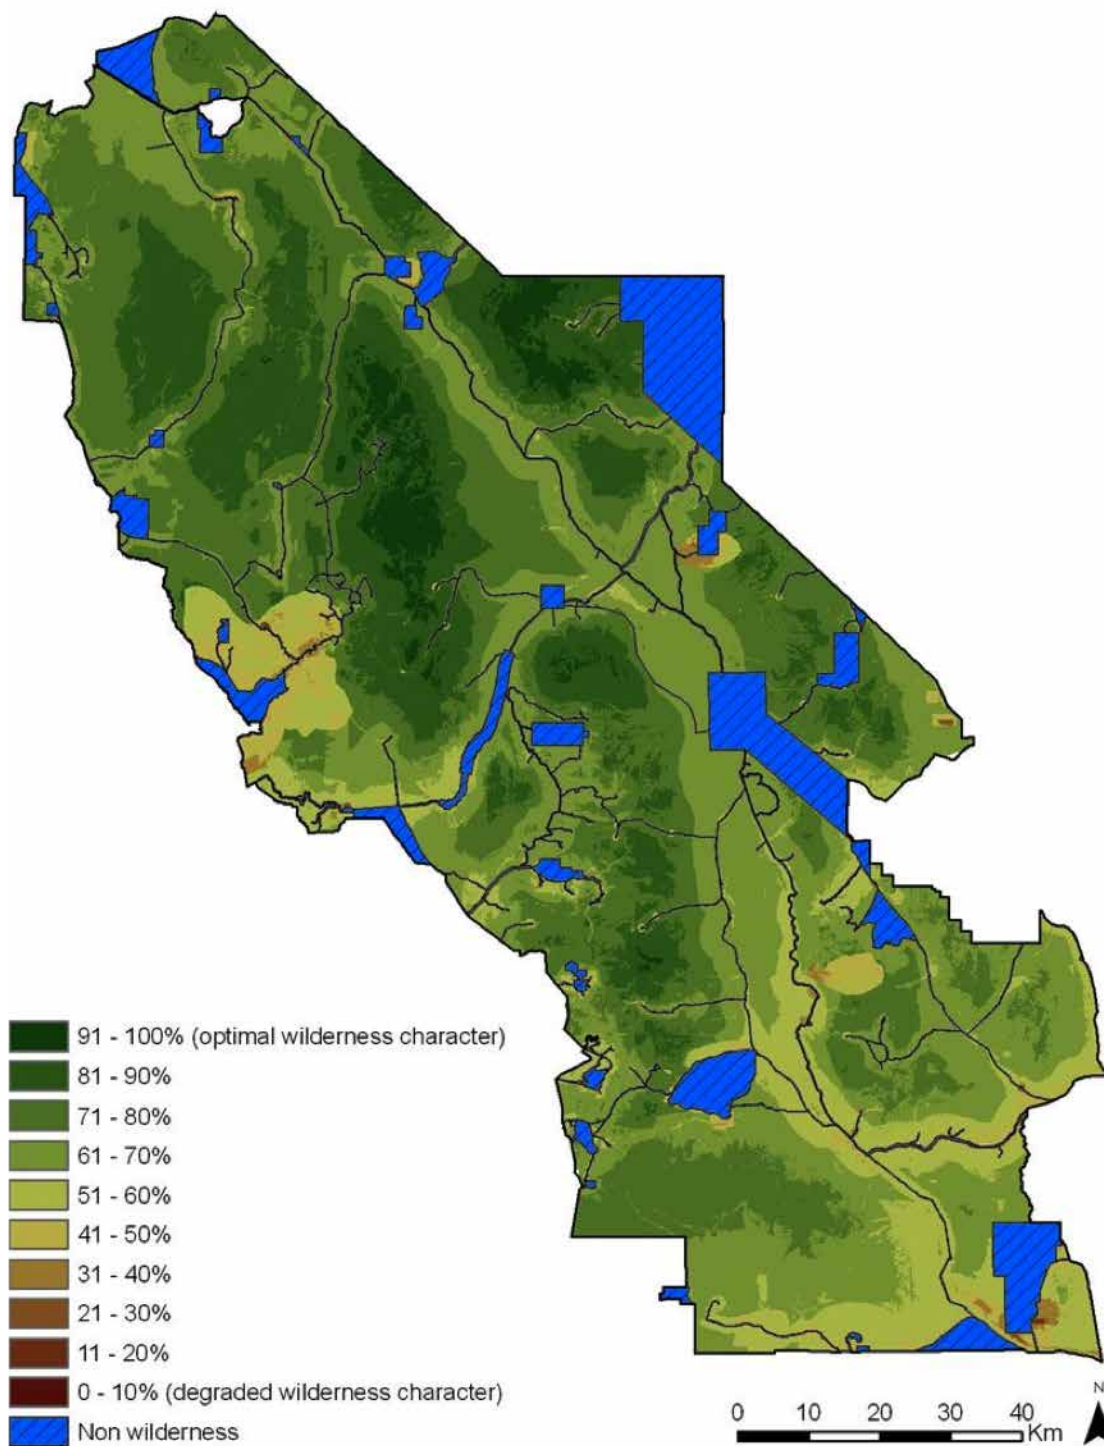 91 - 100% (optimal wilderness character)
81 - 90%
71 - 80%
61 - 70%
51 - 60%
41 - 50%
31 - 40%
21 - 30%
11 - 20%
0 - 10% (degraded wilderness character)
Non wilderness
N
0 10 20 30 40
Km